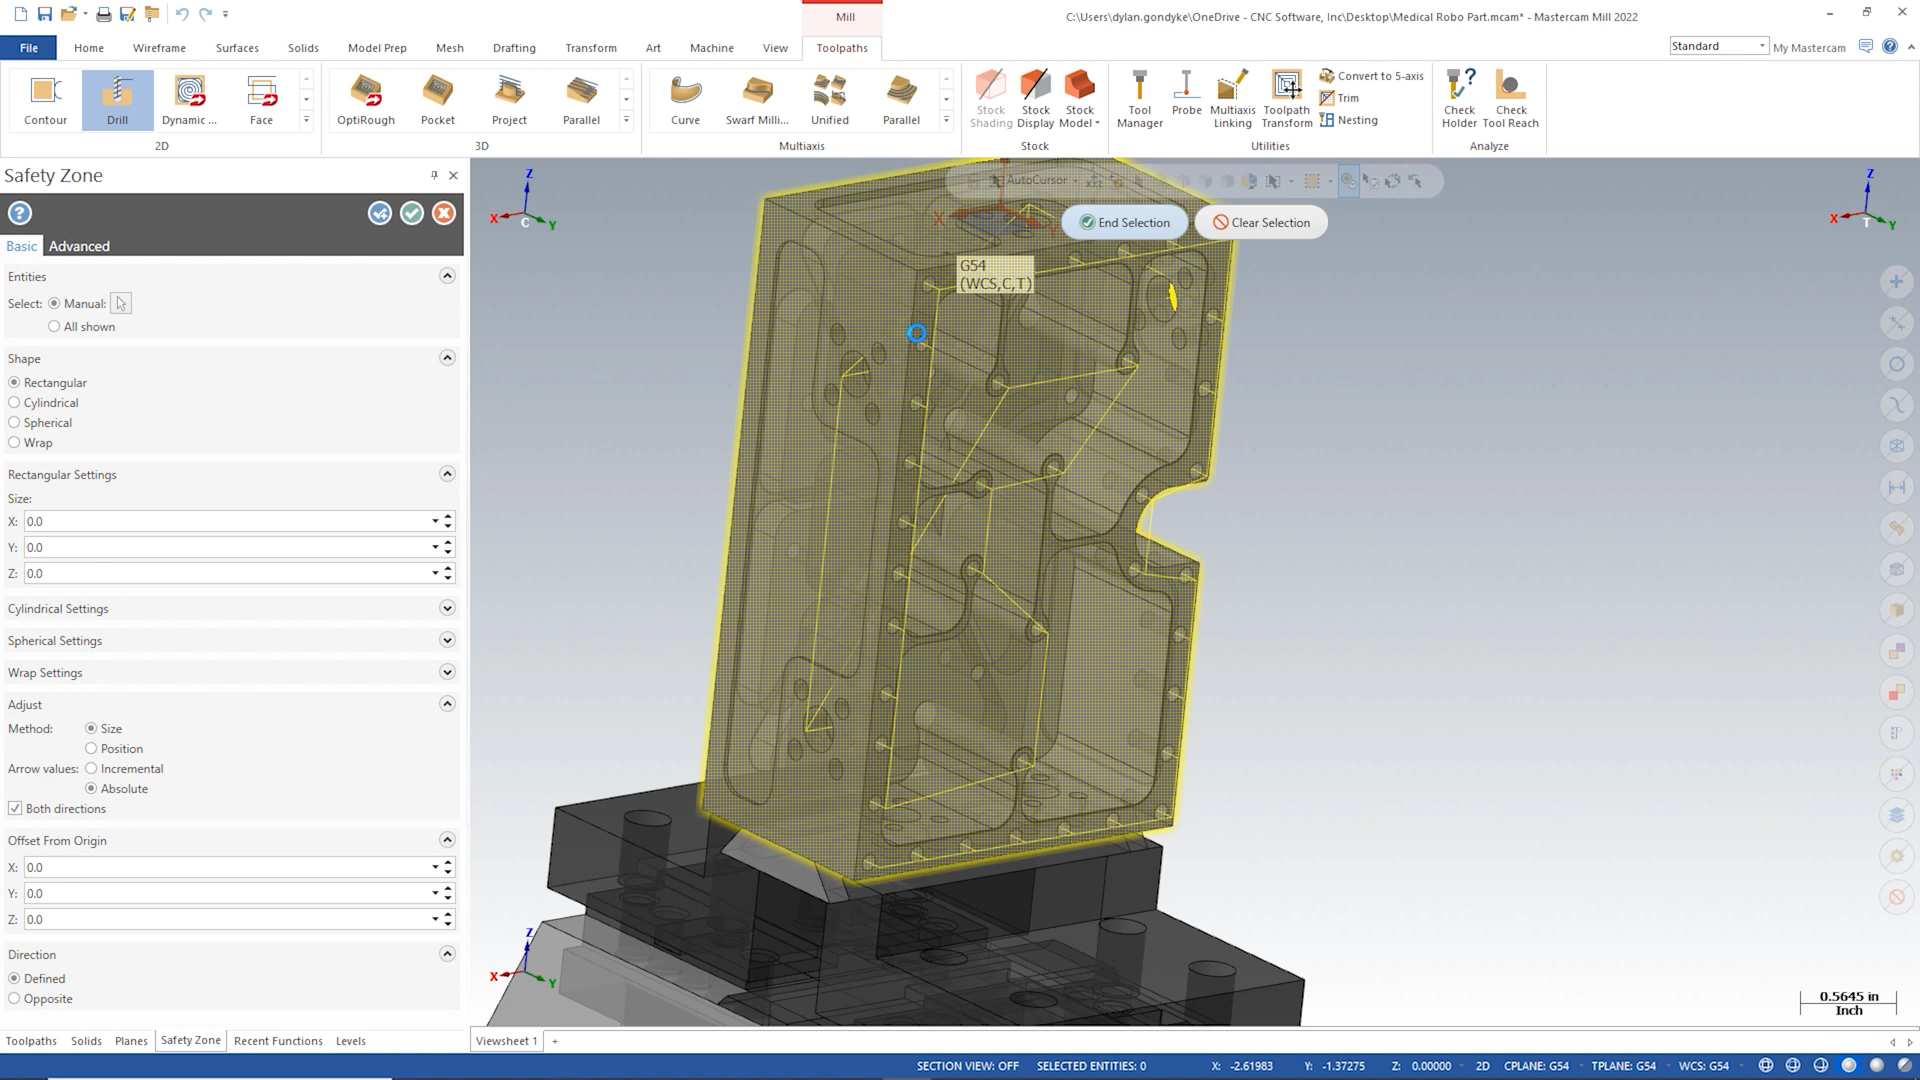 Mill
C:\Users\dylan.gondyke\OneDrive - CNC Software, Inc\Desktop\Medical Robo Part.mcam* - Mastercam Mill 2022
File
Home
Wireframe
Surfaces
Solids
Model Prep
Mesh
Drafting
Transform
Art
Machine
View
Toolpaths
Standard
My Mastercam
Contour
Drill
Dynamic ...
Face
OptiRough
Pocket
Project
Parallel
Curve
Swarf Milli...
Unified
Parallel
Stock Shading
Stock Display
Stock Model
Tool Manager
Probe
Multiaxis Linking
Toolpath Transform
Convert to 5-axis
Trim
Nesting
Check Holder
Check Tool Reach
2D
3D
Multiaxis
Stock
Utilities
Analyze
Safety Zone
Basic
Advanced
Entities
Select: Manual:
All shown
Shape
Rectangular
Cylindrical
Spherical
Wrap
Rectangular Settings
Size:
X: 0.0
Y: 0.0
Z: 0.0
Cylindrical Settings
Spherical Settings
Wrap Settings
Adjust
Method: Size
Position
Arrow values: Incremental
Absolute
Both directions
Offset From Origin
X: 0.0
Y: 0.0
Z: 0.0
Direction
Defined
Opposite
Toolpaths
Solids
Planes
Safety Zone
Recent Functions
Levels
AutoCursor
End Selection
Clear Selection
G54
(WCS,C,T)
Z
X
Y
C
Z
X
Y
T
X
Z
X
Y
0.5645 in
Inch
Viewsheet 1
+
SECTION VIEW: OFF
SELECTED ENTITIES: 0
X: -2.61983
Y: -1.37275
Z: 0.00000
2D
CPLANE: G54
TPLANE: G54
WCS: G54